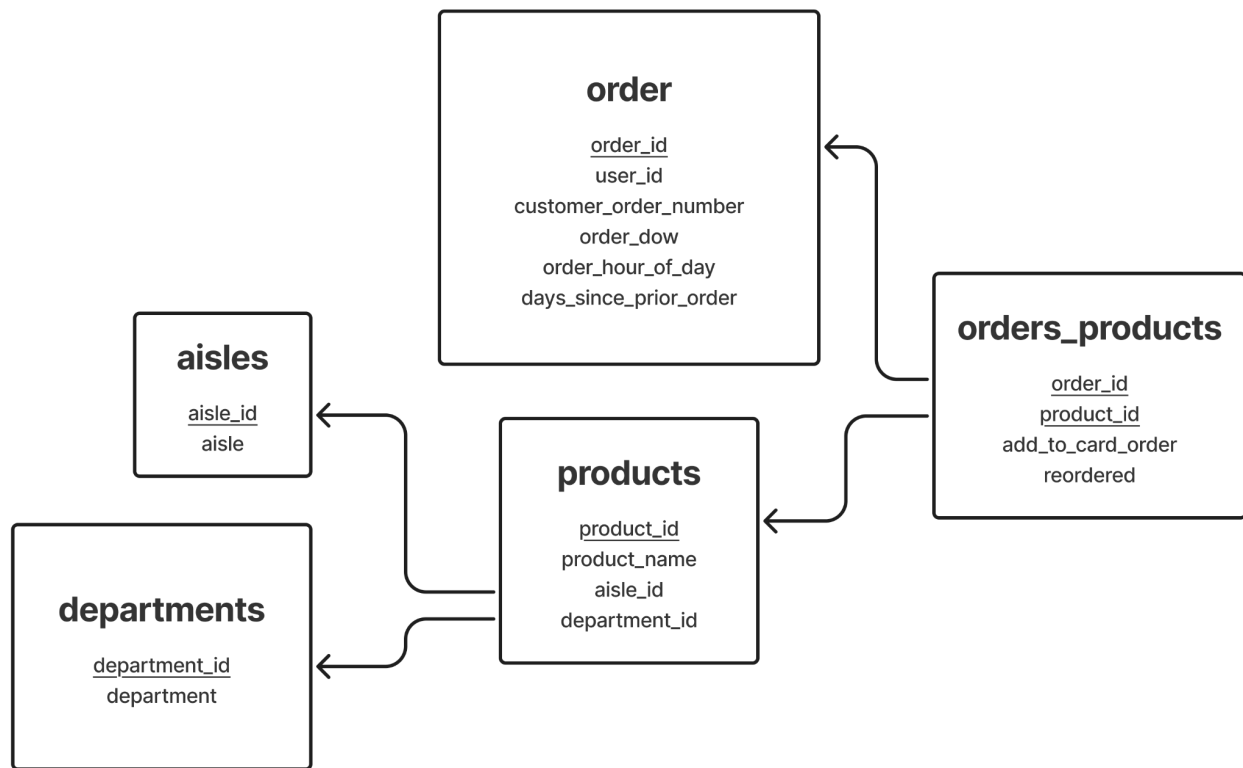 order
order_id
user_id
customer_order_number
order_dow
order_hour_of_day
days_since_prior_order
aisles
aisle_id
aisle
orders_products
order_id
product_id
add_to_card_order
reordered
products
product_id
product_name
aisle_id
department_id
departments
department_id
department